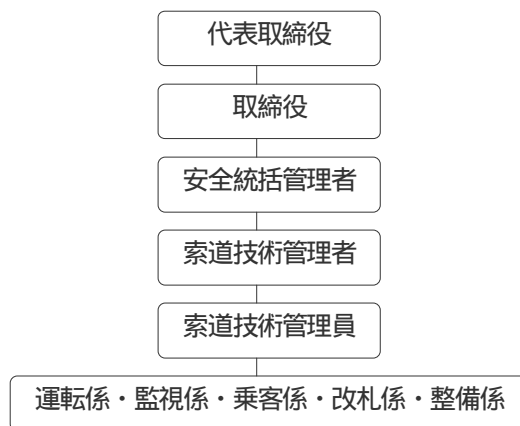 代表取締役
取締役
安全統括管理者
索道技術管理者
索道技術管理員
運転係・監視係・乗客係・改札係・整備係